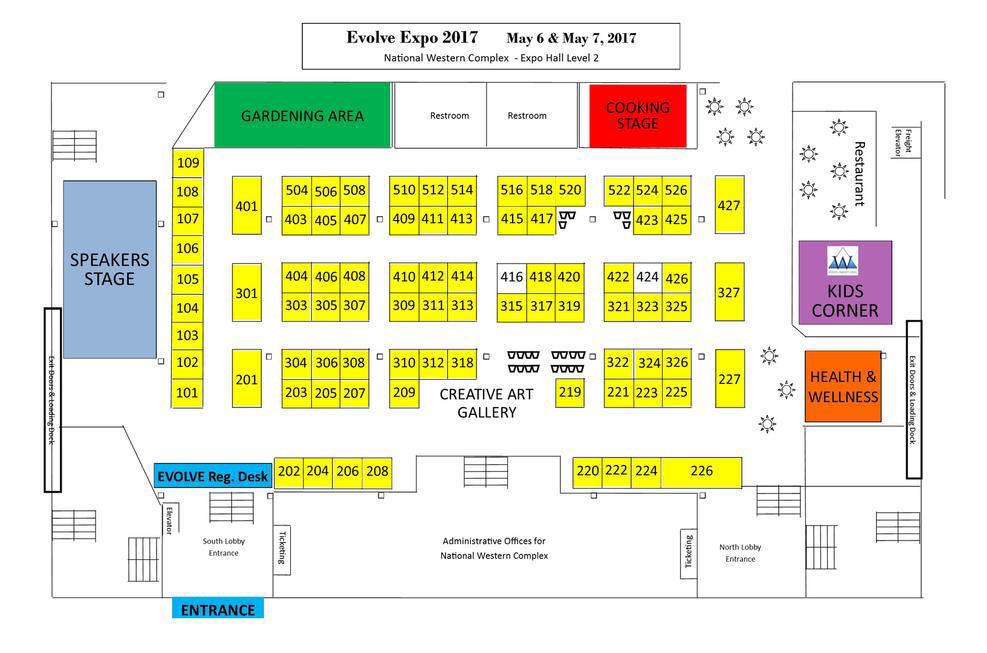 Evolve Expo 2017 May 6 & May 7, 2017
National Western Complex - Expo Hall Level 2
GARDENING AREA
Restroom
Restroom
COOKING
STAGE
Restaurant
Freight
Elevator
109
108
107
106
105
104
103
102
101
SPEAKERS
STAGE
401
504 506 508
403 405 407
510 512 514
409 411 413
516 518 520
415 417
522 524 526
423 425
427
301
404 406 408
303 305 307
410 412 414
309 311 313
416 418 420
315 317 319
422 424 426
321 323 325
327
KIDS
CORNER
201
304 306 308
203 205 207
310 312 318
209
CREATIVE ART
GALLERY
219
322 324 326
221 223 225
227
HEALTH &
WELLNESS
Exit Doors & Loading Dock
Exit Doors & Loading Dock
EVOLVE Reg. Desk
202 204 206 208
220 222 224 226
Elevator
South Lobby
Entrance
Ticketing
Administrative Offices for
National Western Complex
Ticketing
North Lobby
Entrance
ENTRANCE